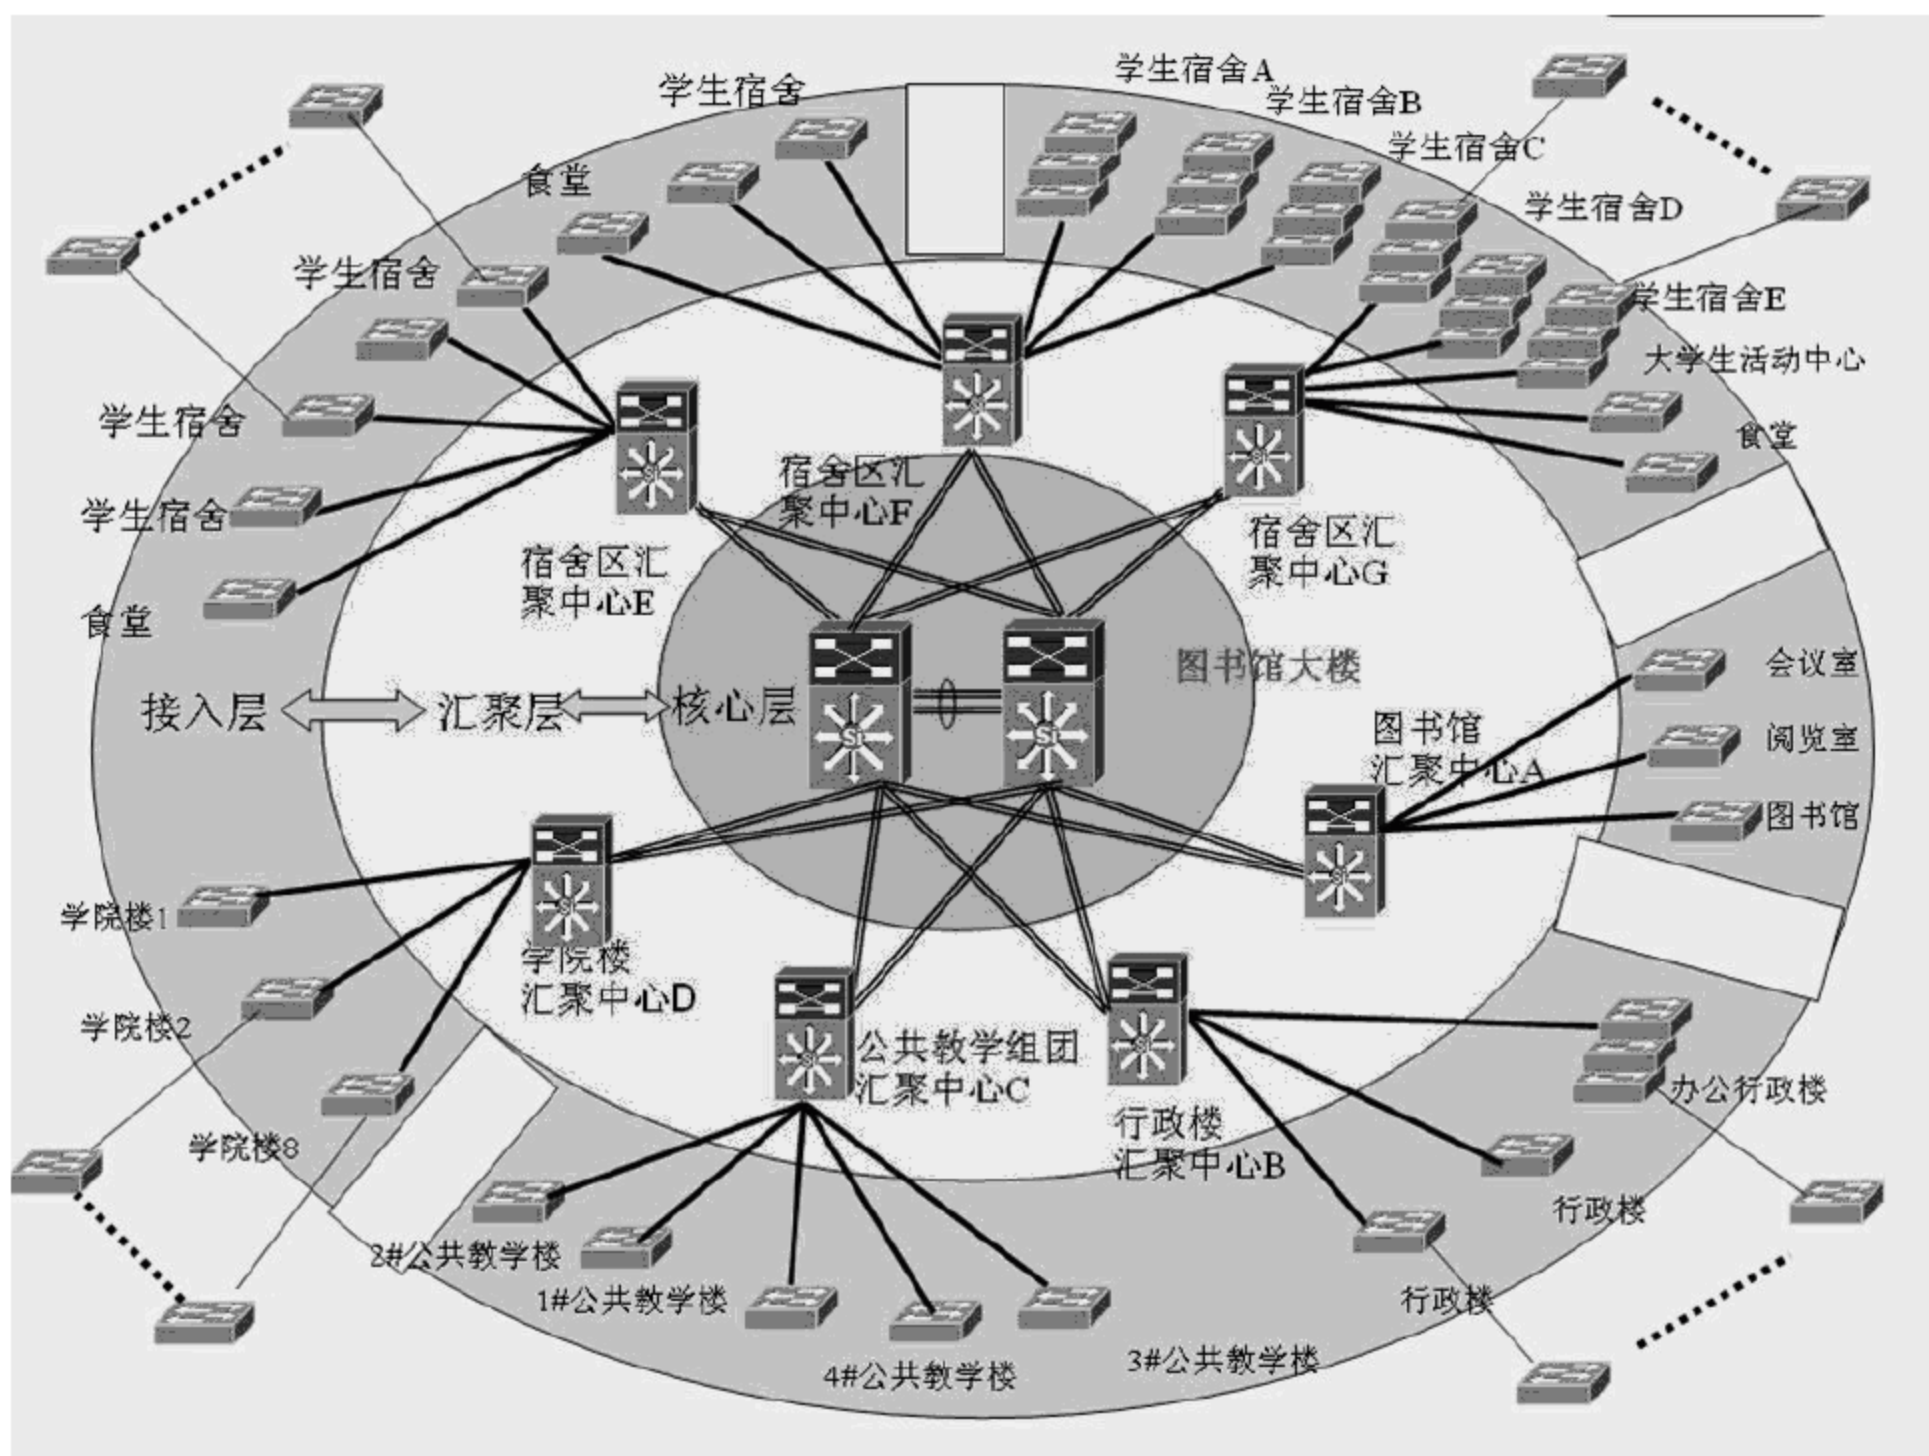 学生宿舍
学生宿舍A
学生宿舍B
学生宿舍C
食堂
学生宿舍D
学生宿舍
学生宿舍E
大学生活动中心
学生宿舍
食堂
宿舍区汇
聚中心F
学生宿舍
宿舍区汇
聚中心E
宿舍区汇
聚中心G
食堂
接入层
汇聚层
核心层
图书馆大楼
会议室
图书馆
汇聚中心A
阅览室
图书馆
Si
Si
Si
Si
Si
Si
Si
Si
Si
学院楼1
学院楼
汇聚中心D
学院楼2
公共教学组团
汇聚中心C
行政楼
汇聚中心B
办公行政楼
学院楼8
行政楼
2#公共教学楼
1#公共教学楼
行政楼
4#公共教学楼
3#公共教学楼